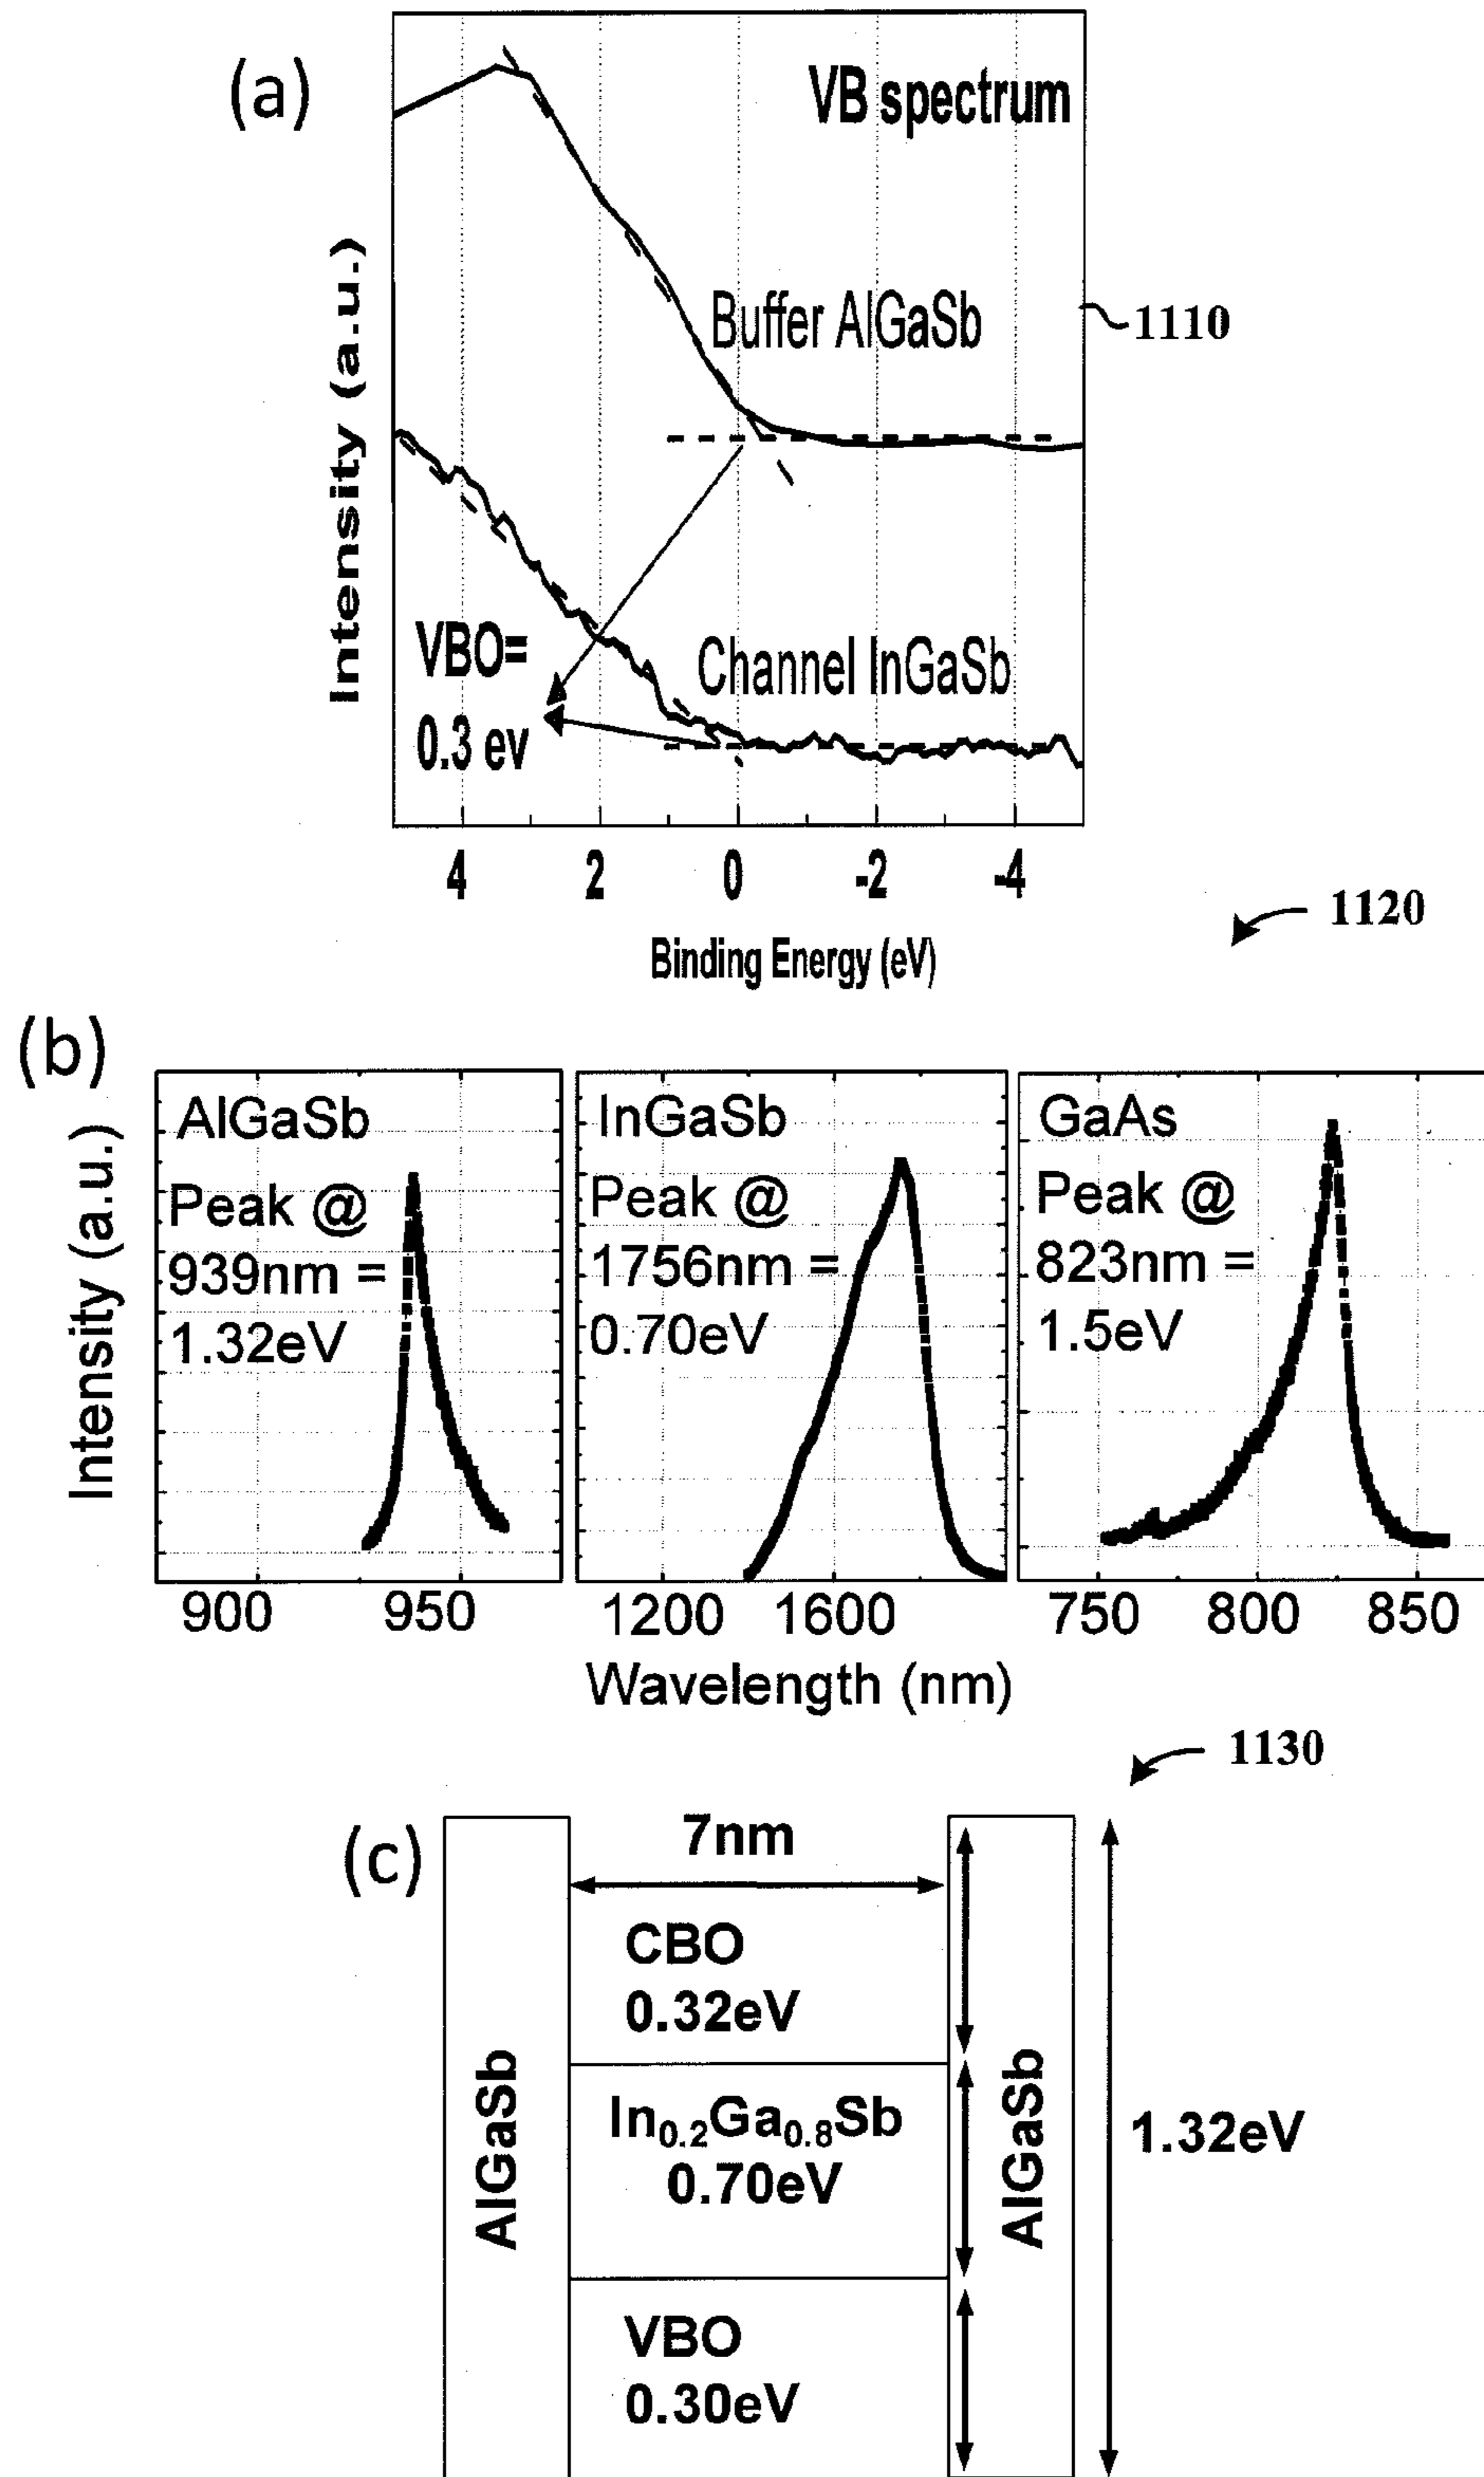 (a)
VB spectrum
Intensity (a.u.)
Buffer AlGaSb
1110
VBO=
0.3 ev
Channel InGaSb
4 2 0 -2 -4
Binding Energy (eV)
1120
(b)
Intensity (a.u.)
AlGaSb
Peak @
939nm =
1.32eV
InGaSb
Peak @
1756nm =
0.70eV
GaAs
Peak @
823nm =
1.5eV
900 950 1200 1600 750 800 850
Wavelength (nm)
1130
(c)
7nm
CBO
0.32eV
AlGaSb
In0.2Ga0.8Sb
0.70eV
AlGaSb
1.32eV
VBO
0.30eV